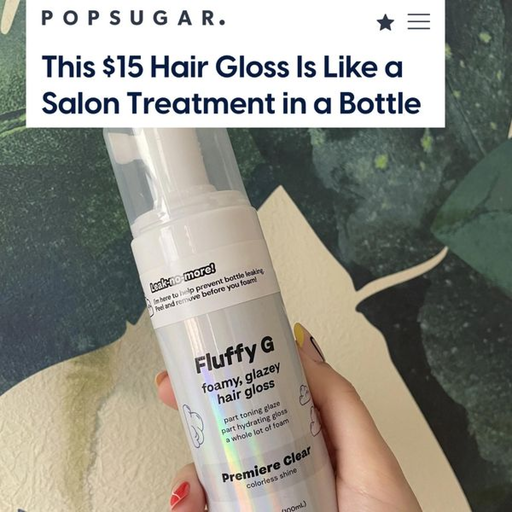 POPSUGAR.
This $15 Hair Gloss Is Like a
Salon Treatment in a Bottle
Leak-no-more!
I'm here to help prevent bottle leaking.
Peel and remove before you foam!
Fluffy G
foamy, glazey
hair gloss
part toning glaze
part hydrating gloss
a whole lot of foam
Premiere Clear
colorless shine